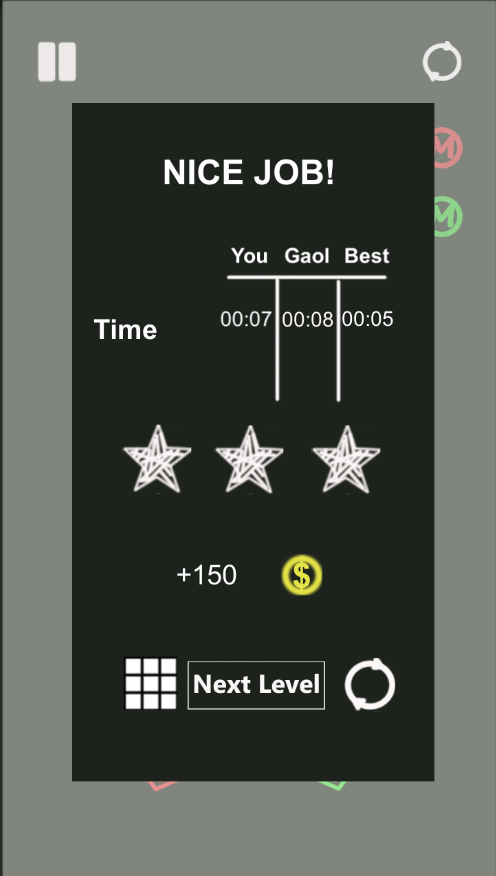 M
M
NICE JOB!
You Gaol Best
Time 00:07 00:08 00:05
+150 $
Next Level